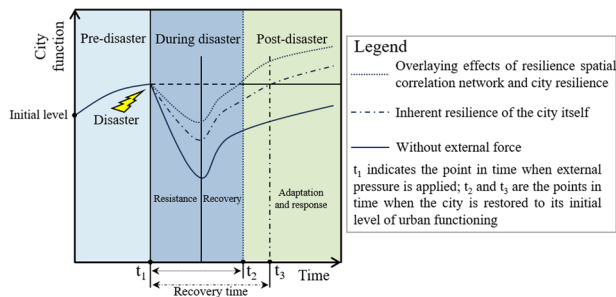 City
function
Pre-disaster
During disaster
Post-disaster
Initial level
Disaster
Resistance
Recovery
Adaptation
and response
t₁
t₂
t₃
Time
Recovery time
Legend
Overlaying effects of resilience spatial
correlation network and city resilience
Inherent resilience of the city itself
Without external force
t₁ indicates the point in time when external
pressure is applied; t₂ and t₃ are the points in
time when the city is restored to its initial
level of urban functioning